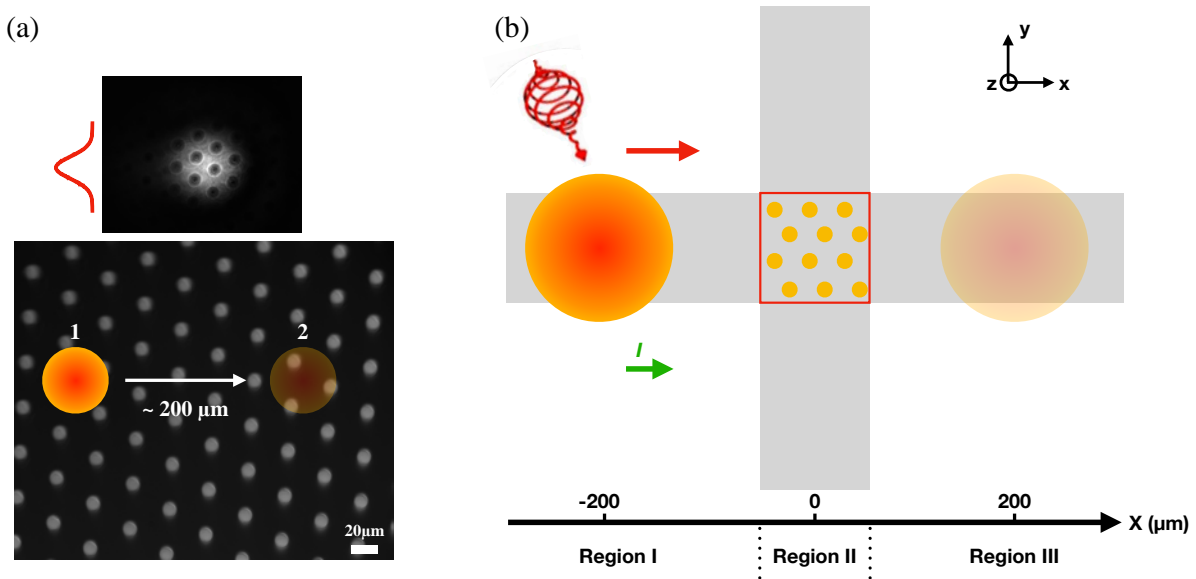 (a)
1
2
~ 200 μm
20μm
(b)
y
z
x
I
-200
0
200
X (μm)
Region I
Region II
Region III